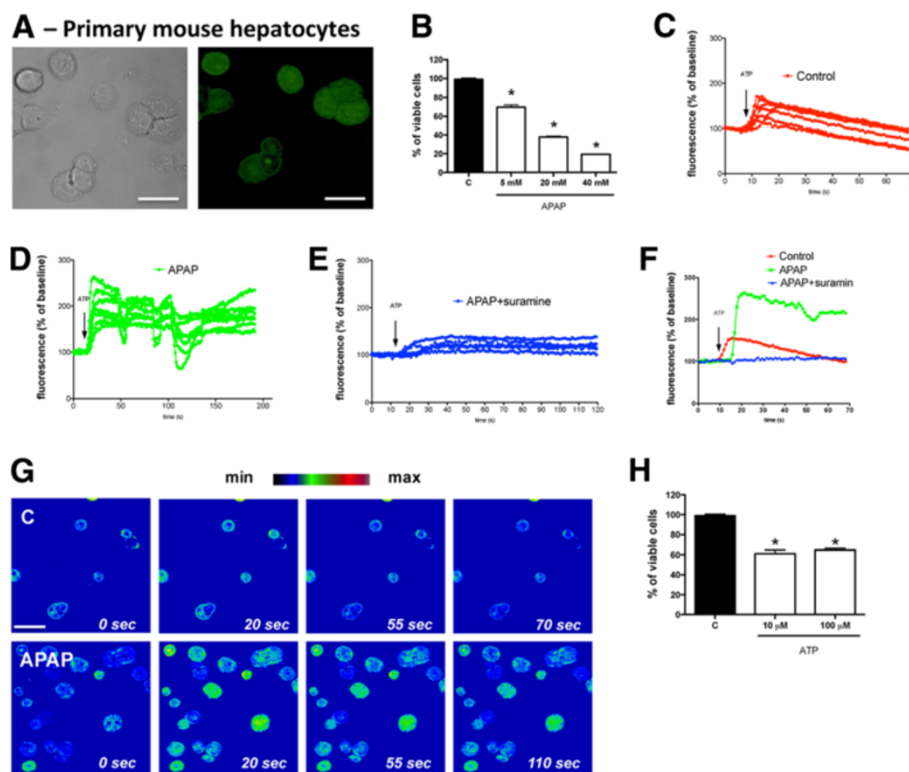 A – Primary mouse hepatocytes
B
% of viable cells
120
100
80
60
40
20
0
*
*
*
C
5 mM
20 mM
40 mM
APAP
C
fluorescence (% of baseline)
300
200
100
0
ATP
Control
0
10
20
30
40
50
60
time (s)
D
fluorescence (% of baseline)
300
200
100
0
ATP
APAP
0
50
100
150
200
time (s)
E
fluorescence (% of baseline)
300
200
100
0
ATP
APAP+suramine
0
10
20
30
40
50
60
70
80
90
100
110
120
time (s)
F
fluorescence (% of baseline)
300
200
100
0
ATP
Control
APAP
APAP+suramin
0
10
20
30
40
50
60
70
time (s)
G
min
max
C
0 sec
20 sec
55 sec
70 sec
APAP
0 sec
20 sec
55 sec
110 sec
H
% of viable cells
120
100
80
60
40
20
0
*
*
C
10 µM
100 µM
ATP